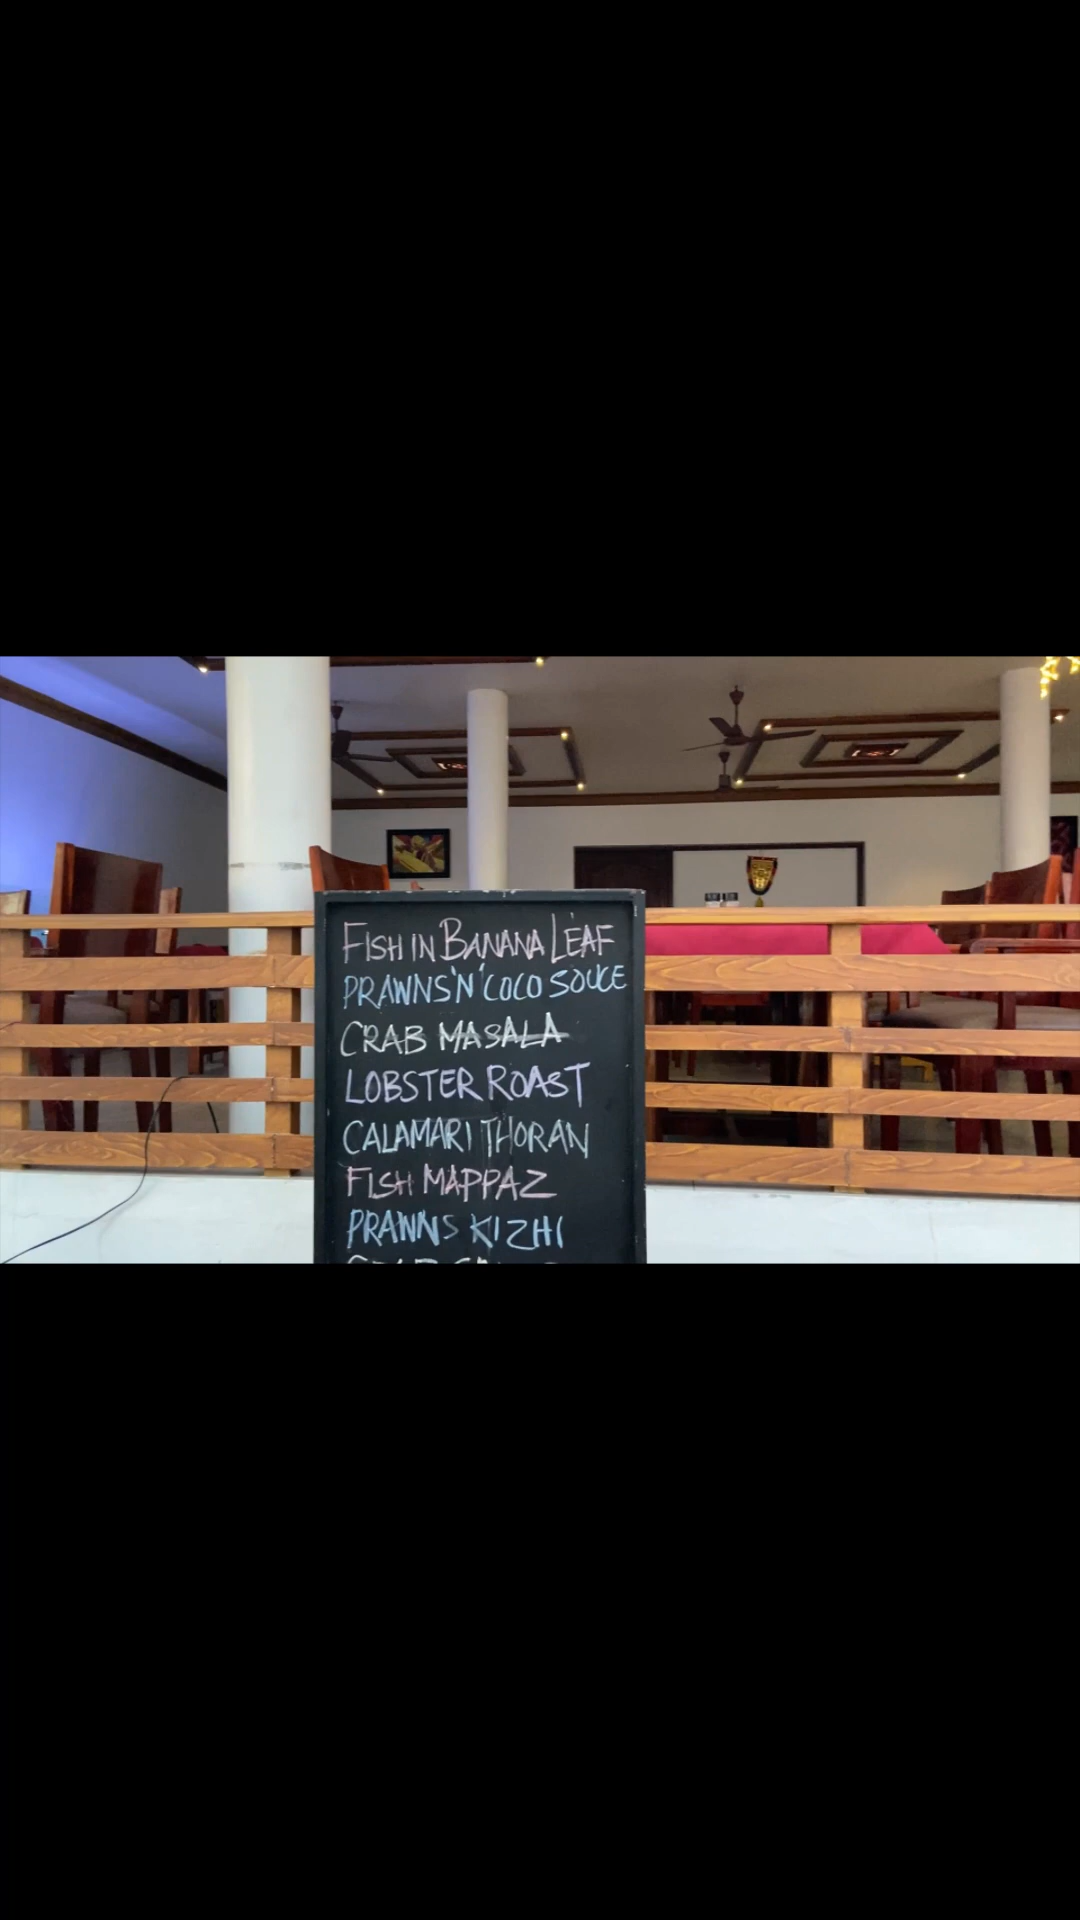 FISH IN BANANA LEAF
PRAWNS'N'COCO SOUCE
CRAB MASALA
LOBSTER ROAST
CALAMARI THORAN
FISH MAPPAZ
PRAWNS KIZHI